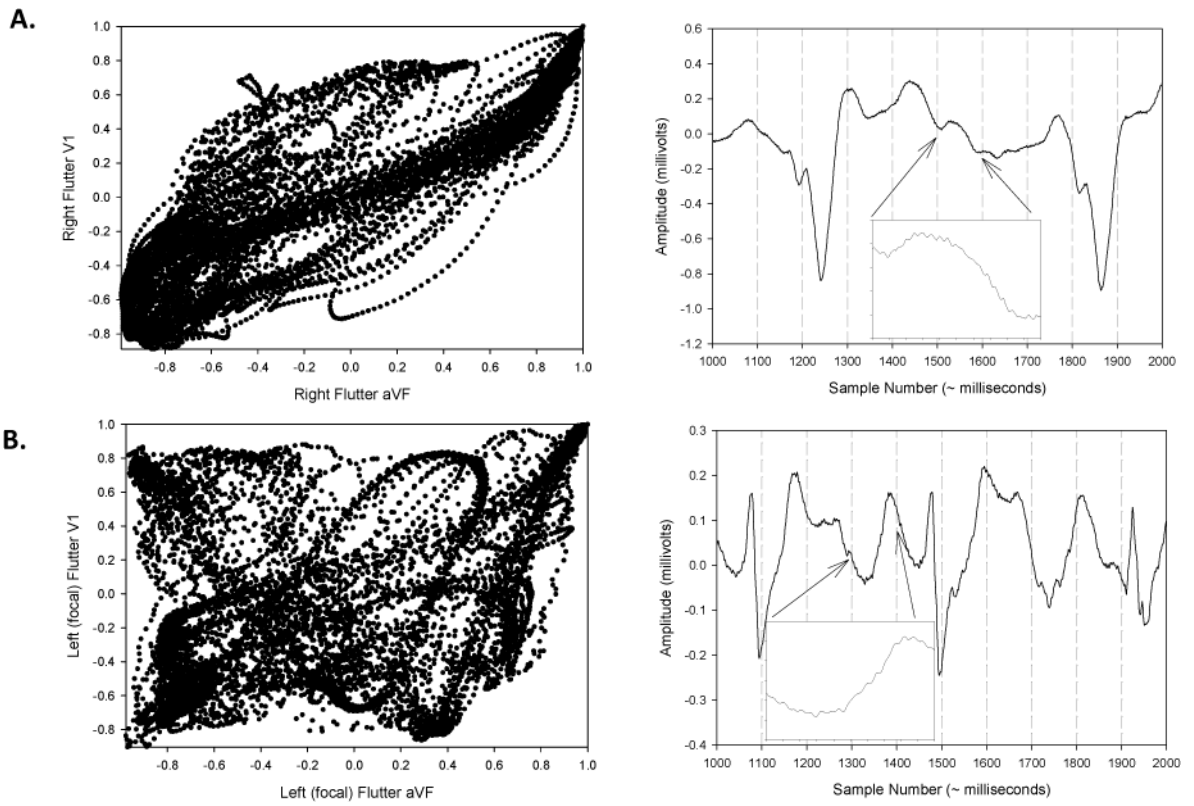 A.
Right Flutter V1
1.0
0.8
0.6
0.4
0.2
0.0
-0.2
-0.4
-0.6
-0.8
-0.8 -0.6 -0.4 -0.2 0.0 0.2 0.4 0.6 0.8 1.0
Right Flutter aVF
Amplitude (millivolts)
0.6
0.4
0.2
0.0
-0.2
-0.4
-0.6
-0.8
-1.0
-1.2
1000 1100 1200 1300 1400 1500 1600 1700 1800 1900 2000
Sample Number (~ milliseconds)
B.
Left (focal) Flutter V1
1.0
0.8
0.6
0.4
0.2
0.0
-0.2
-0.4
-0.6
-0.8
-0.8 -0.6 -0.4 -0.2 0.0 0.2 0.4 0.6 0.8 1.0
Left (focal) Flutter aVF
Amplitude (millivolts)
0.3
0.2
0.1
0.0
-0.1
-0.2
-0.3
-0.4
1000 1100 1200 1300 1400 1500 1600 1700 1800 1900 2000
Sample Number (~ milliseconds)